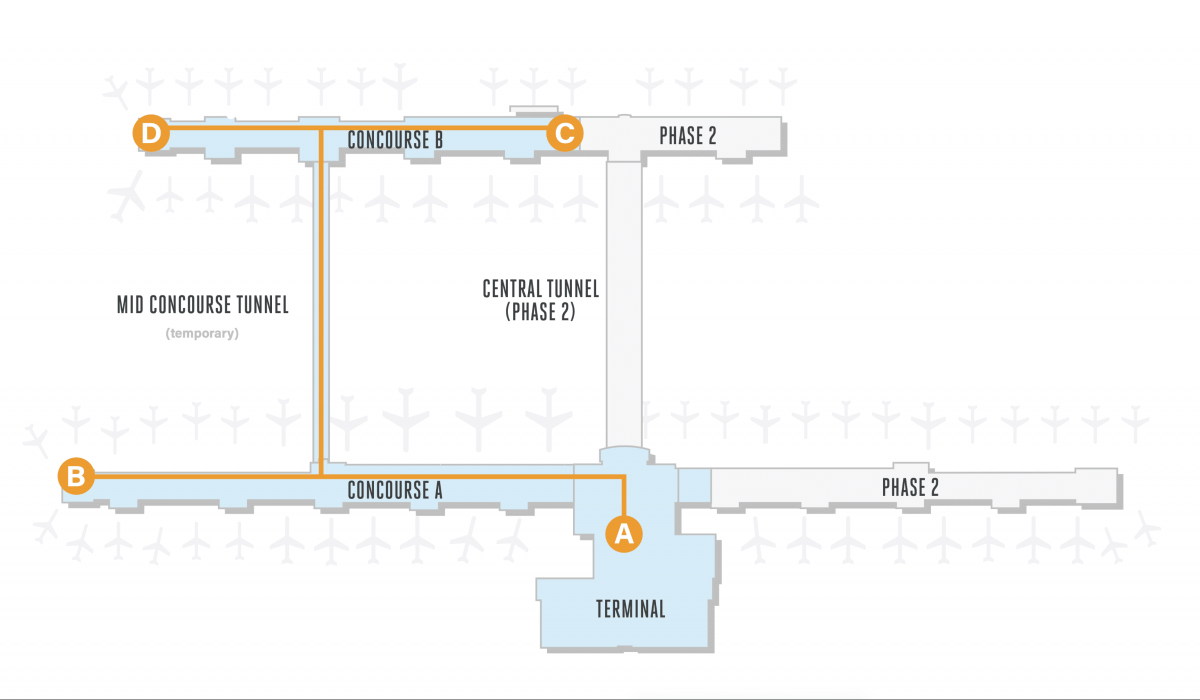 D
CONCOURSE B
C
PHASE 2
MID CONCOURSE TUNNEL
(temporary)
CENTRAL TUNNEL
(PHASE 2)
B
CONCOURSE A
PHASE 2
A
TERMINAL